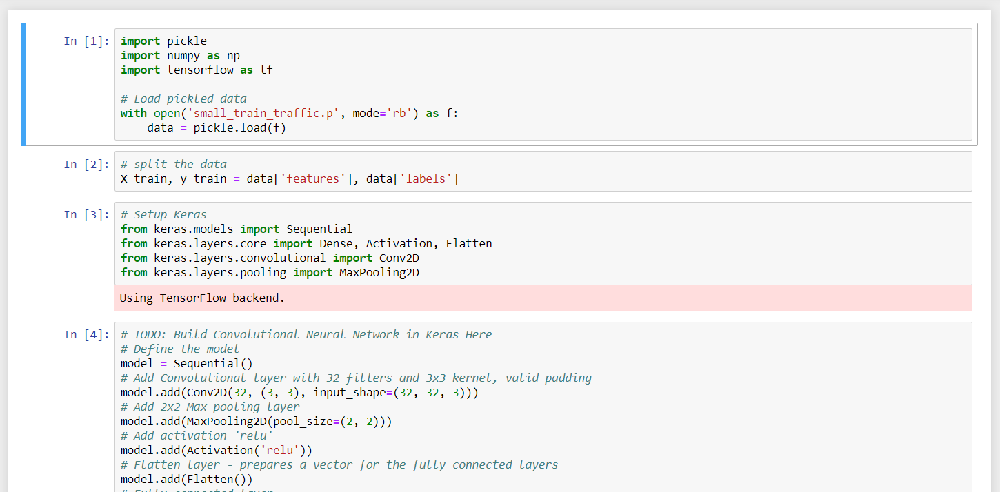 In [1]:
import pickle
import numpy as np
import tensorflow as tf
# Load pickled data
with open('small_train_traffic.p', mode='rb') as f:
    data = pickle.load(f)
In [2]:
# split the data
X_train, y_train = data['features'], data['labels']
In [3]:
# Setup Keras
from keras.models import Sequential
from keras.layers.core import Dense, Activation, Flatten
from keras.layers.convolutional import Conv2D
from keras.layers.pooling import MaxPooling2D
Using TensorFlow backend.
In [4]:
# TODO: Build Convolutional Neural Network in Keras Here
# Define the model
model = Sequential()
# Add Convolutional layer with 32 filters and 3x3 kernel, valid padding
model.add(Conv2D(32, (3, 3), input_shape=(32, 32, 3)))
# Add 2x2 Max pooling layer
model.add(MaxPooling2D(pool_size=(2, 2)))
# Add activation 'relu'
model.add(Activation('relu'))
# Flatten layer - prepares a vector for the fully connected layers
model.add(Flatten())